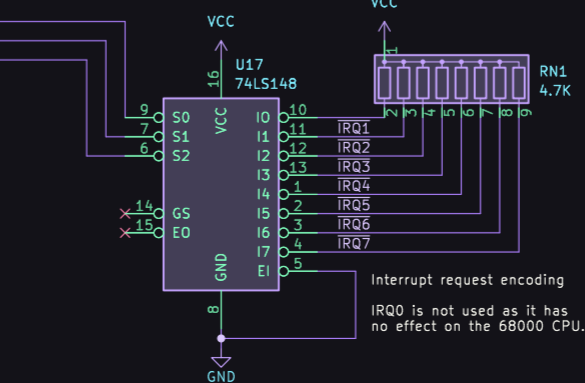 VCC
VCC
U17
74LS148
16
VCC
1
RN1
4.7K
2 3 4 5 6 7 8 9
9 S0 I0 10
7 S1 I1 11 IRQ1
6 S2 I2 12 IRQ2
I3 13 IRQ3
I4 1 IRQ4
14 GS I5 2 IRQ5
15 EO I6 3 IRQ6
I7 4 IRQ7
GND EI 5
8
Interrupt request encoding
IRQ0 is not used as it has
no effect on the 68000 CPU.
GND